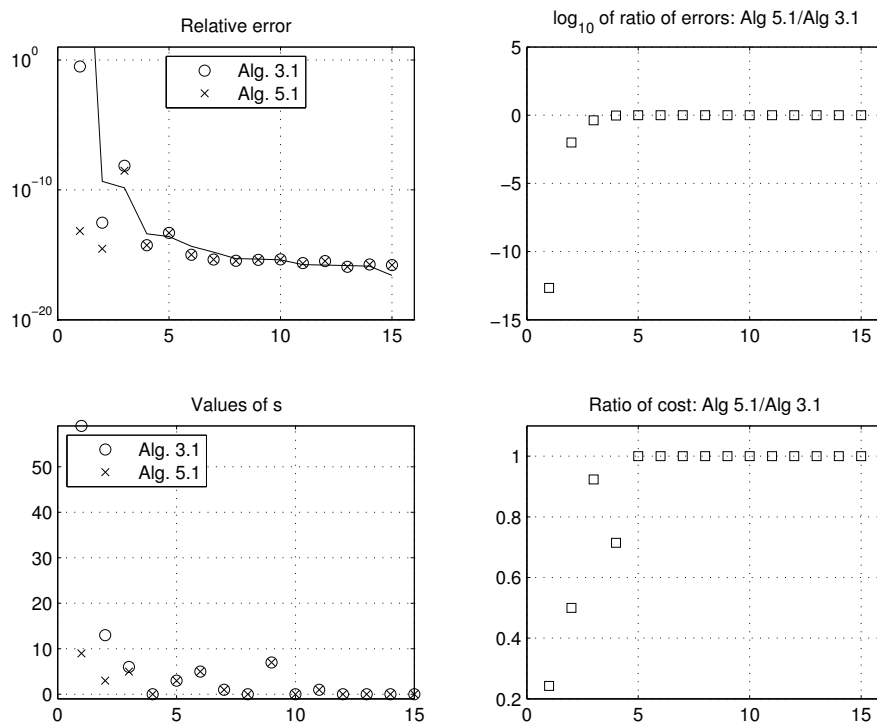 Relative error
10^0
10^−10
10^−20
Alg. 3.1
Alg. 5.1
0 5 10 15
log_10 of ratio of errors: Alg 5.1/Alg 3.1
5
0
−5
−10
−15
0 5 10 15
Values of s
50
40
30
20
10
0
Alg. 3.1
Alg. 5.1
0 5 10 15
Ratio of cost: Alg 5.1/Alg 3.1
1
0.8
0.6
0.4
0.2
0 5 10 15